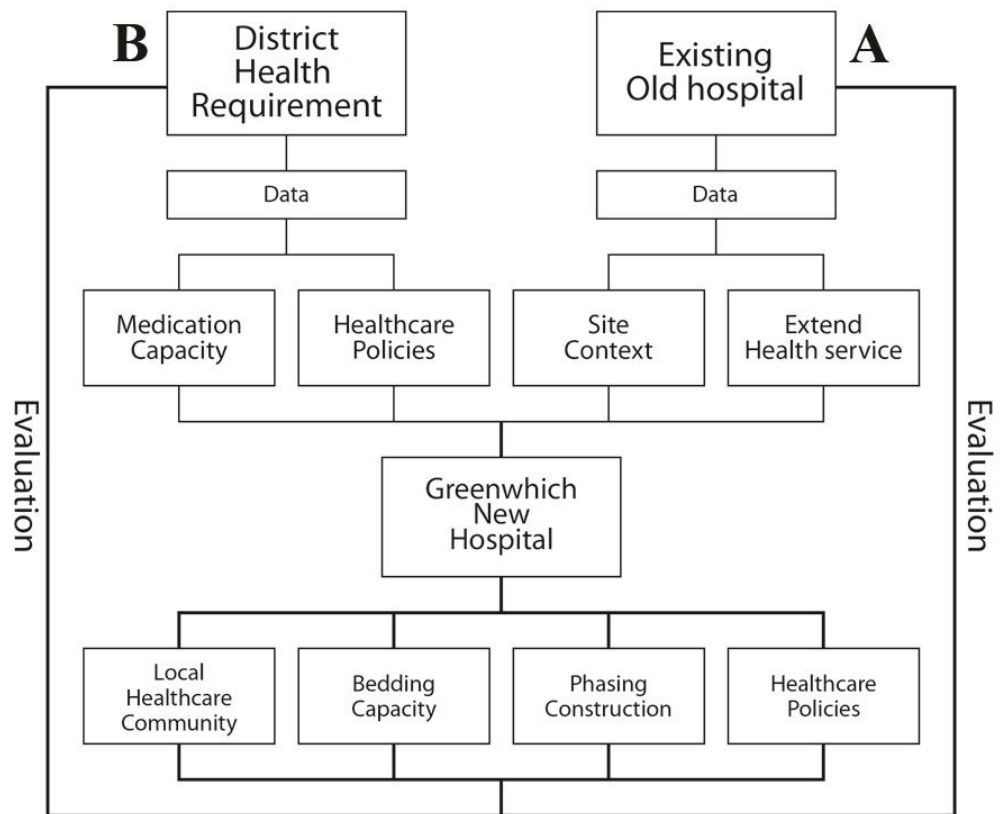 B
District
Health
Requirement
Existing
Old hospital
A
Data
Data
Medication
Capacity
Healthcare
Policies
Site
Context
Extend
Health service
Evaluation
Evaluation
Greenwhich
New
Hospital
Local
Healthcare
Community
Bedding
Capacity
Phasing
Construction
Healthcare
Policies